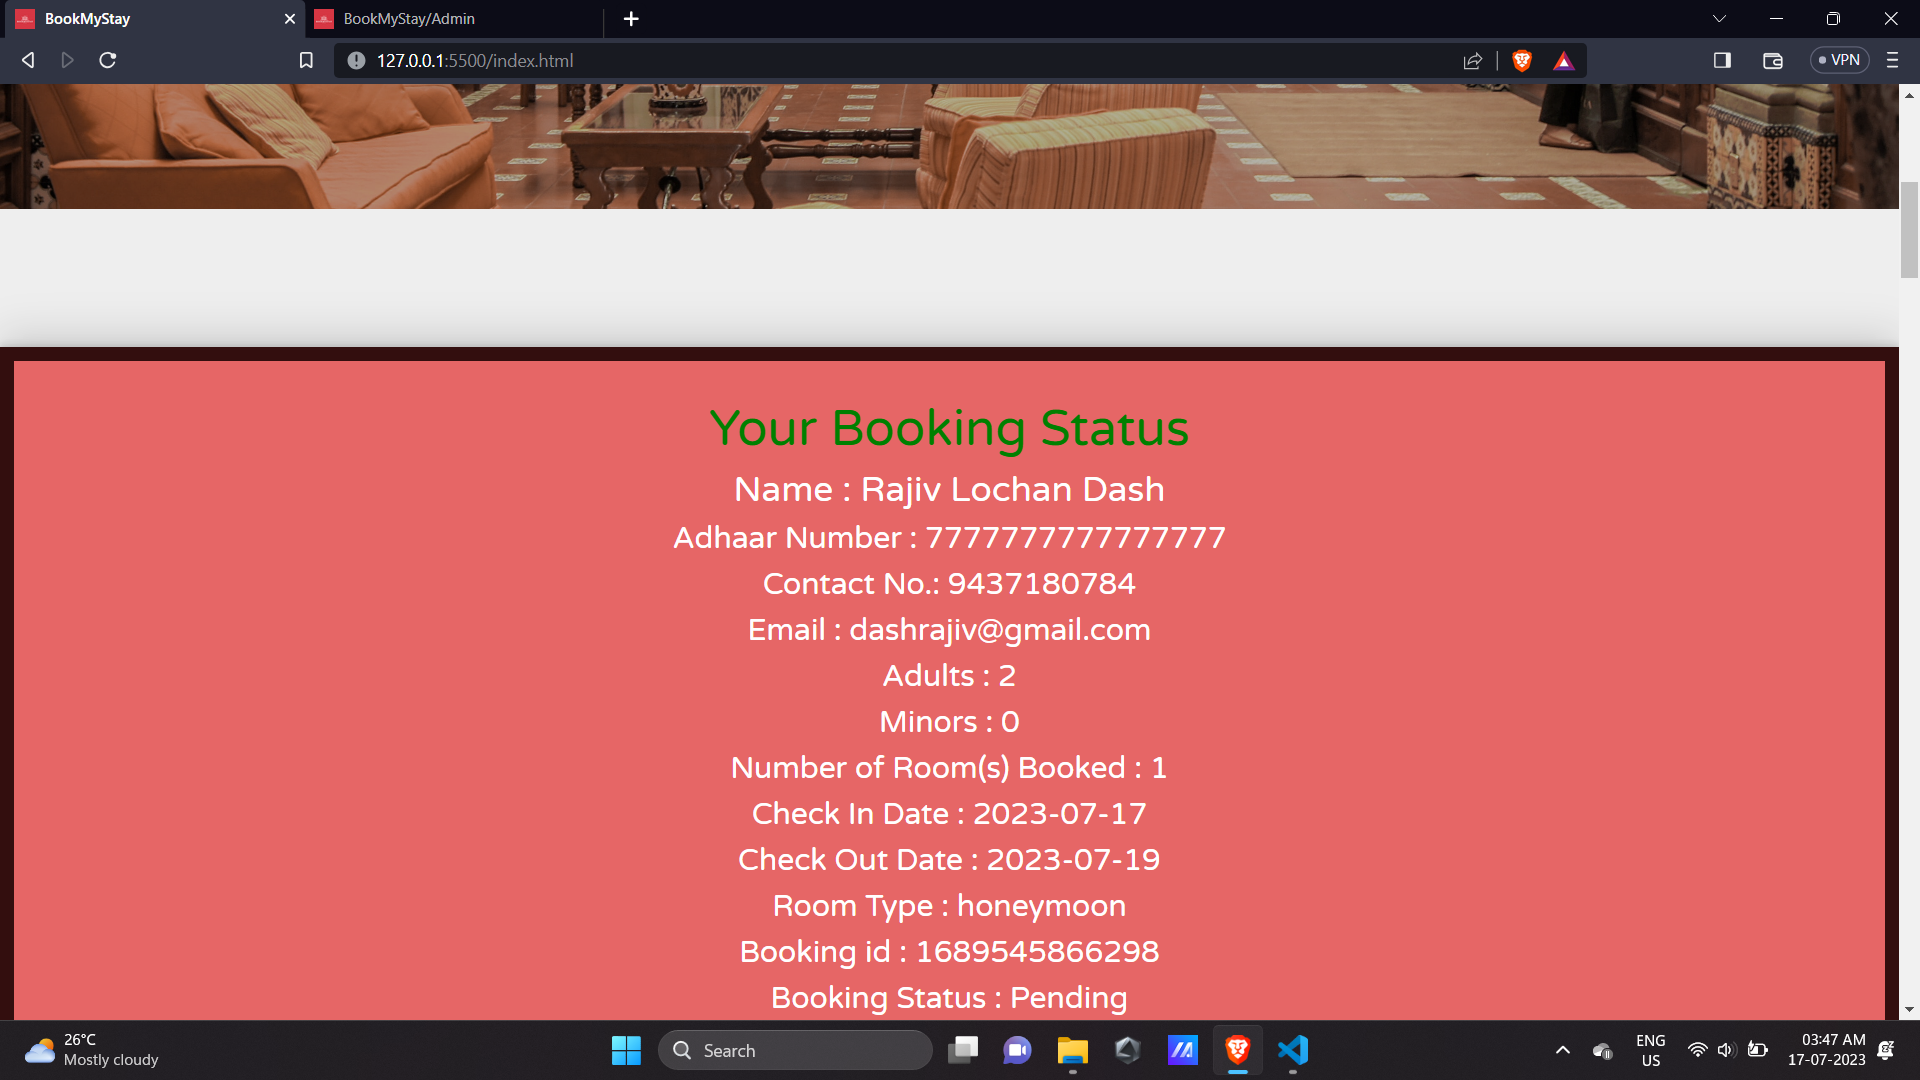 BookMyStay
BookMyStay/Admin
127.0.0.1:5500/index.html
VPN
Your Booking Status
Name : Rajiv Lochan Dash
Adhaar Number : 7777777777777777
Contact No.: 9437180784
Email : dashrajiv@gmail.com
Adults : 2
Minors : 0
Number of Room(s) Booked : 1
Check In Date : 2023-07-17
Check Out Date : 2023-07-19
Room Type : honeymoon
Booking id : 1689545866298
Booking Status : Pending
26°C
Mostly cloudy
Search
ENG
US
03:47 AM
17-07-2023